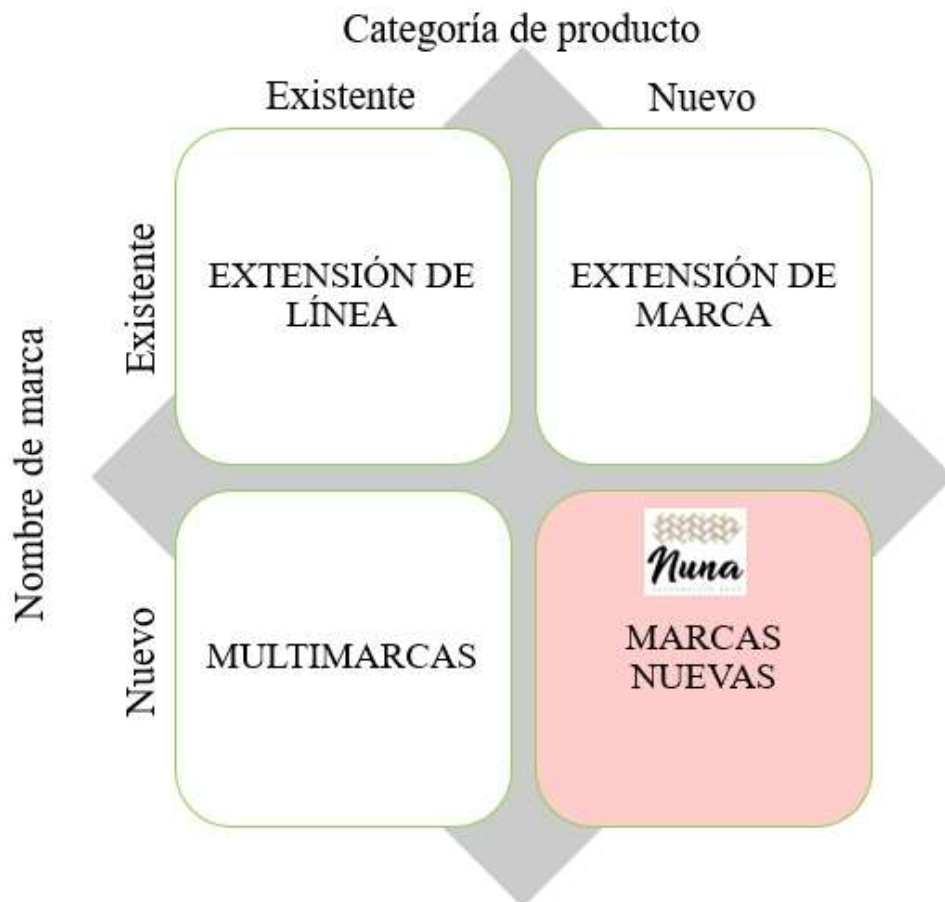 Categoría de producto
Existente
Nuevo
Nombre de marca
Existente
EXTENSIÓN DE
LÍNEA
EXTENSIÓN DE
MARCA
Nuevo
MULTIMARCAS
Nuna
MARCAS
NUEVAS